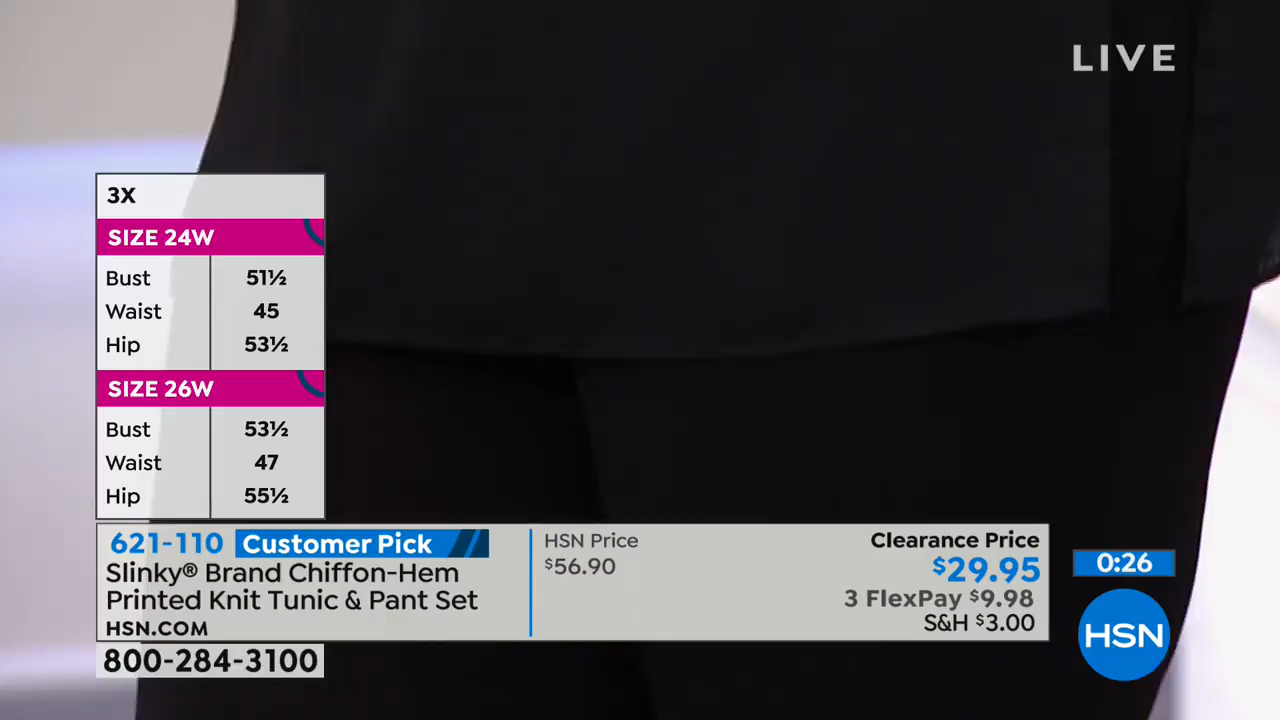 LIVE
3X
SIZE 24W
Bust 51½
Waist 45
Hip 53½
SIZE 26W
Bust 53½
Waist 47
Hip 55½
621-110 Customer Pick
Slinky® Brand Chiffon-Hem
Printed Knit Tunic & Pant Set
HSN.COM
800-284-3100
HSN Price
$56.90
Clearance Price
$29.95
3 FlexPay $9.98
S&H $3.00
0:26
HSN